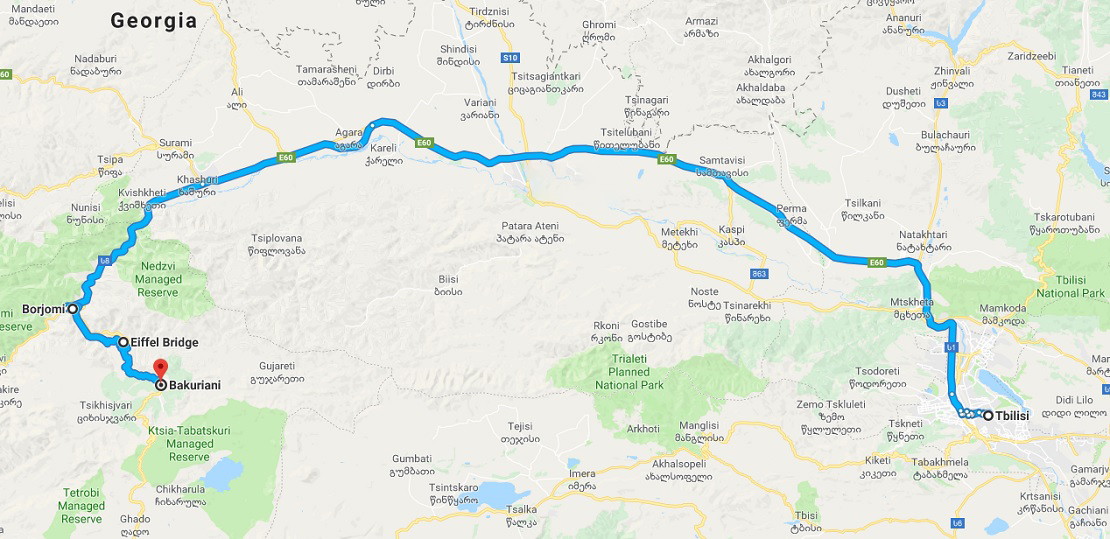 Mandaeti
მანდაეთი
Georgia
Tirdznisi
ტირძნისი
Ghromi
ღრომი
Armazi
არმაზი
Ananuri
ანანური
Nadaburi
ნადაბური
60
Shindisi
შინდისი
S10
Akhalgori
ახალგორი
Zaridzeebi
Zhinvali
ჟინვალი
Tianeti
თიანეთი
Tamarasheni
თამარაშენი
Dirbi
დირბი
Tsitsagiantkari
ციცაგიანთკარი
Akhaldaba
ახალდაბა
Dusheti
დუშეთი
Ali
ალი
Variani
ვარიანი
Tsinagari
წინაგარი
Bulachauri
ბულაჩაური
Agara
აგარა
Kareli
ქარელი
E60
Tsitelubani
წითელუბანი
E60
Surami
სურამი
E60
Samtavisi
სამთავისი
Tsipa
წიფა
Khashuri
ხაშური
Kvishkheti
ქვიშხეთი
Nunisi
ნუნისი
Perma
ფერმა
Tsilkani
წილკანი
Tskarotubani
წყაროთუბანი
Tsiplovana
წიფლოვანა
Patara Ateni
პატარა ატენი
Metekhi
მეტეხი
Kaspi
კასპი
Natakhtari
ნატახტარი
E60
Nedzvi
Managed
Reserve
Biisi
ბიისი
Tbilisi
National Park
Noste
ნოსტე
Tsinarekhi
წინარეხი
Mtskheta
მცხეთა
Mamkoda
მამკოდა
Borjomi
Rkoni
რკონი
Gostibe
გოსტიბე
Eiffel Bridge
Trialeti
Planned
National Park
Gujareti
გუჯარეთი
Bakuriani
Tsodoreti
წოდორეთი
Tsikhisjvari
ციხისჯვარი
Zemo Tskluleti
ზემო
წყლულეთი
Tbilisi
Didi Lilo
დიდი ლილო
Ktsia-Tabatskuri
Managed
Reserve
Tejisi
თეჯისი
Arkhoti
Manglisi
მანგლისი
Tskneti
წყნეთი
Gumbati
გუმბათი
Imera
იმერა
Akhalsopeli
ახალსოფელი
Kiketi
კიკეთი
Tabakhmela
ტაბახმელა
Chikharula
ჩიხარულა
Tsintskaro
წინწყარო
Tsalka
წალკა
Tetrobi
Managed
Reserve
Tbisi
თბისი
Krtsanisi
კრწანისი
Ghado
ღადო
Gachiani
გაჩიანი